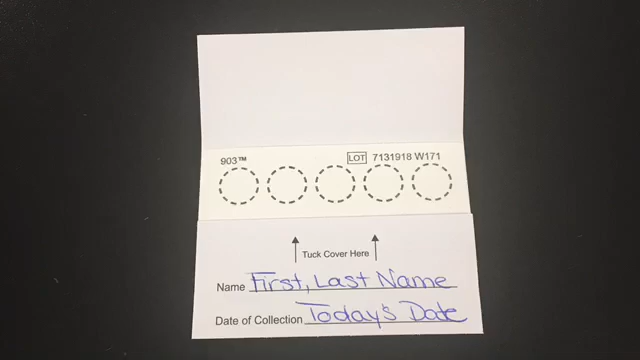 903™ LOT 7131918 W171
Tuck Cover Here
Name First, Last Name
Date of Collection Today's Date